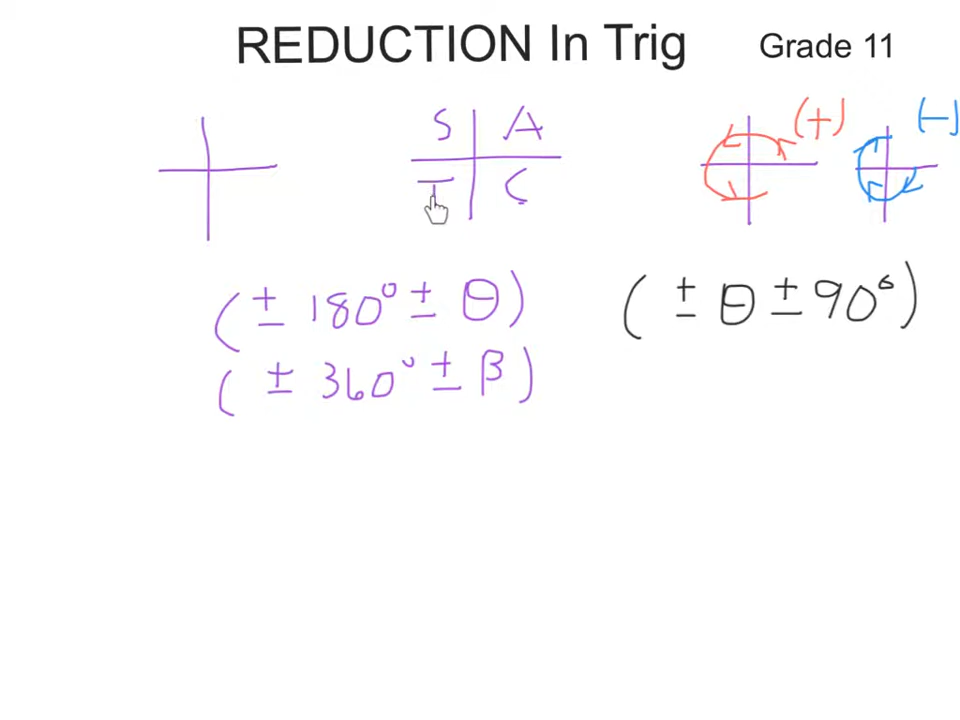 REDUCTION In Trig Grade 11
S A (+) (-)
T C
(± 180° ± θ) (± θ ± 90°)
(± 360° ± β)